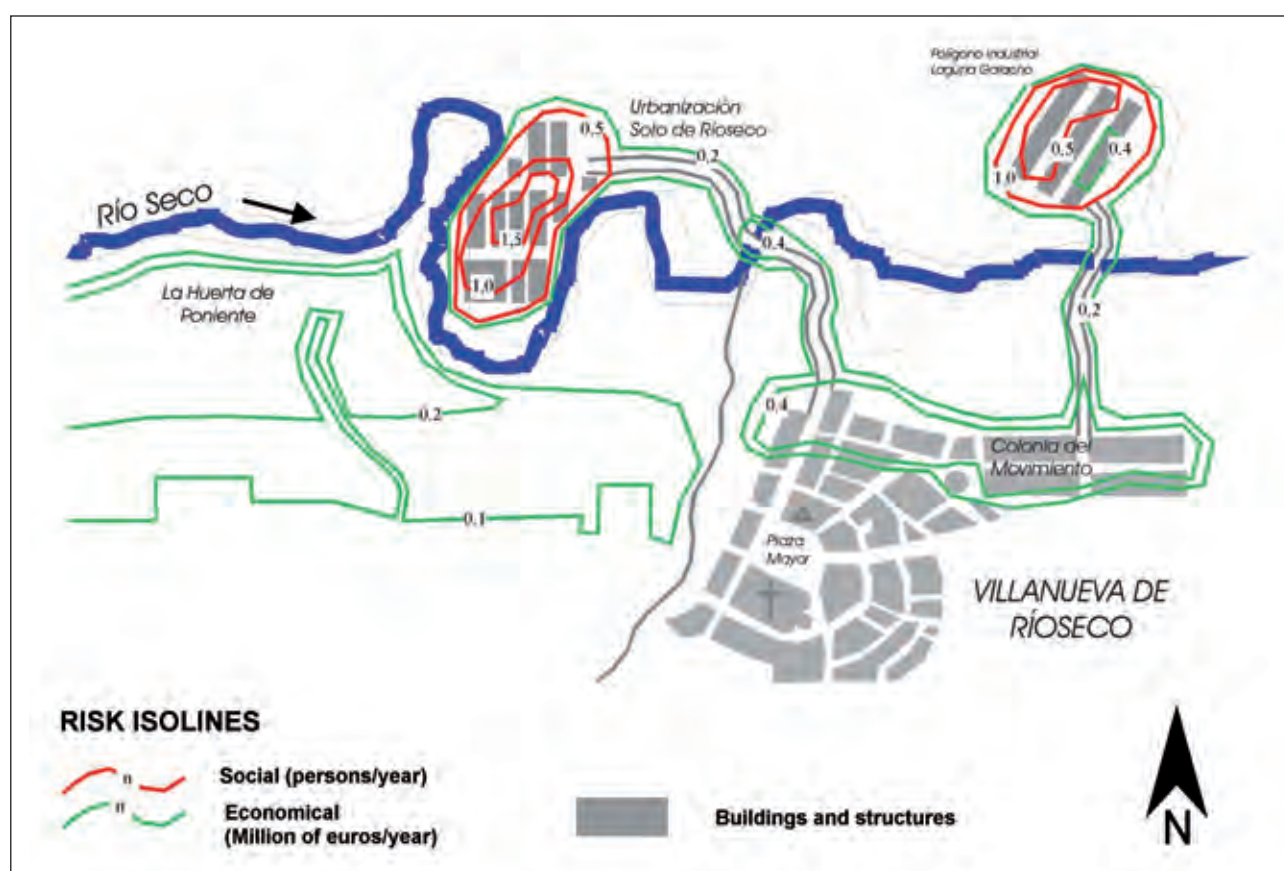 Polígono Industrial
Laguna
Urbanización
Soto de Ríoseco
0,5
0,2
0,5
0,4
1,0
Río Seco
0,4
1,5
1,0
La Huerta de
Poniente
0,2
0,2
0,4
Colonia del
Movimiento
0.1
Plaza
Mayor
VILLANUEVA DE
RÍOSECO
RISK ISOLINES
n
Social (persons/year)
n
Economical
(Million of euros/year)
Buildings and structures
N